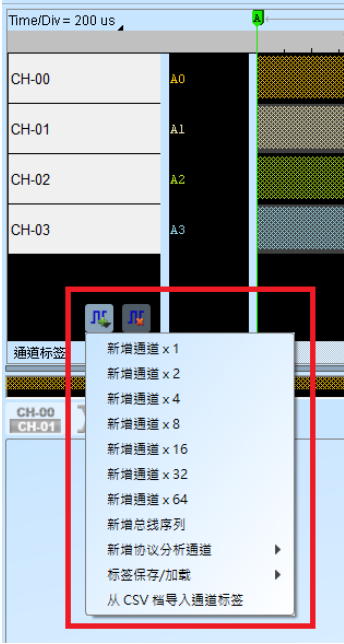 Time/Div = 200 us
A
CH-00
A0
CH-01
A1
CH-02
A2
CH-03
A3
通道标签
新增通道 x 1
新增通道 x 2
新增通道 x 4
新增通道 x 8
新增通道 x 16
新增通道 x 32
新增通道 x 64
新增总线序列
新增协议分析通道
标签保存/加载
从 CSV 档导入通道标签
CH-00
CH-01